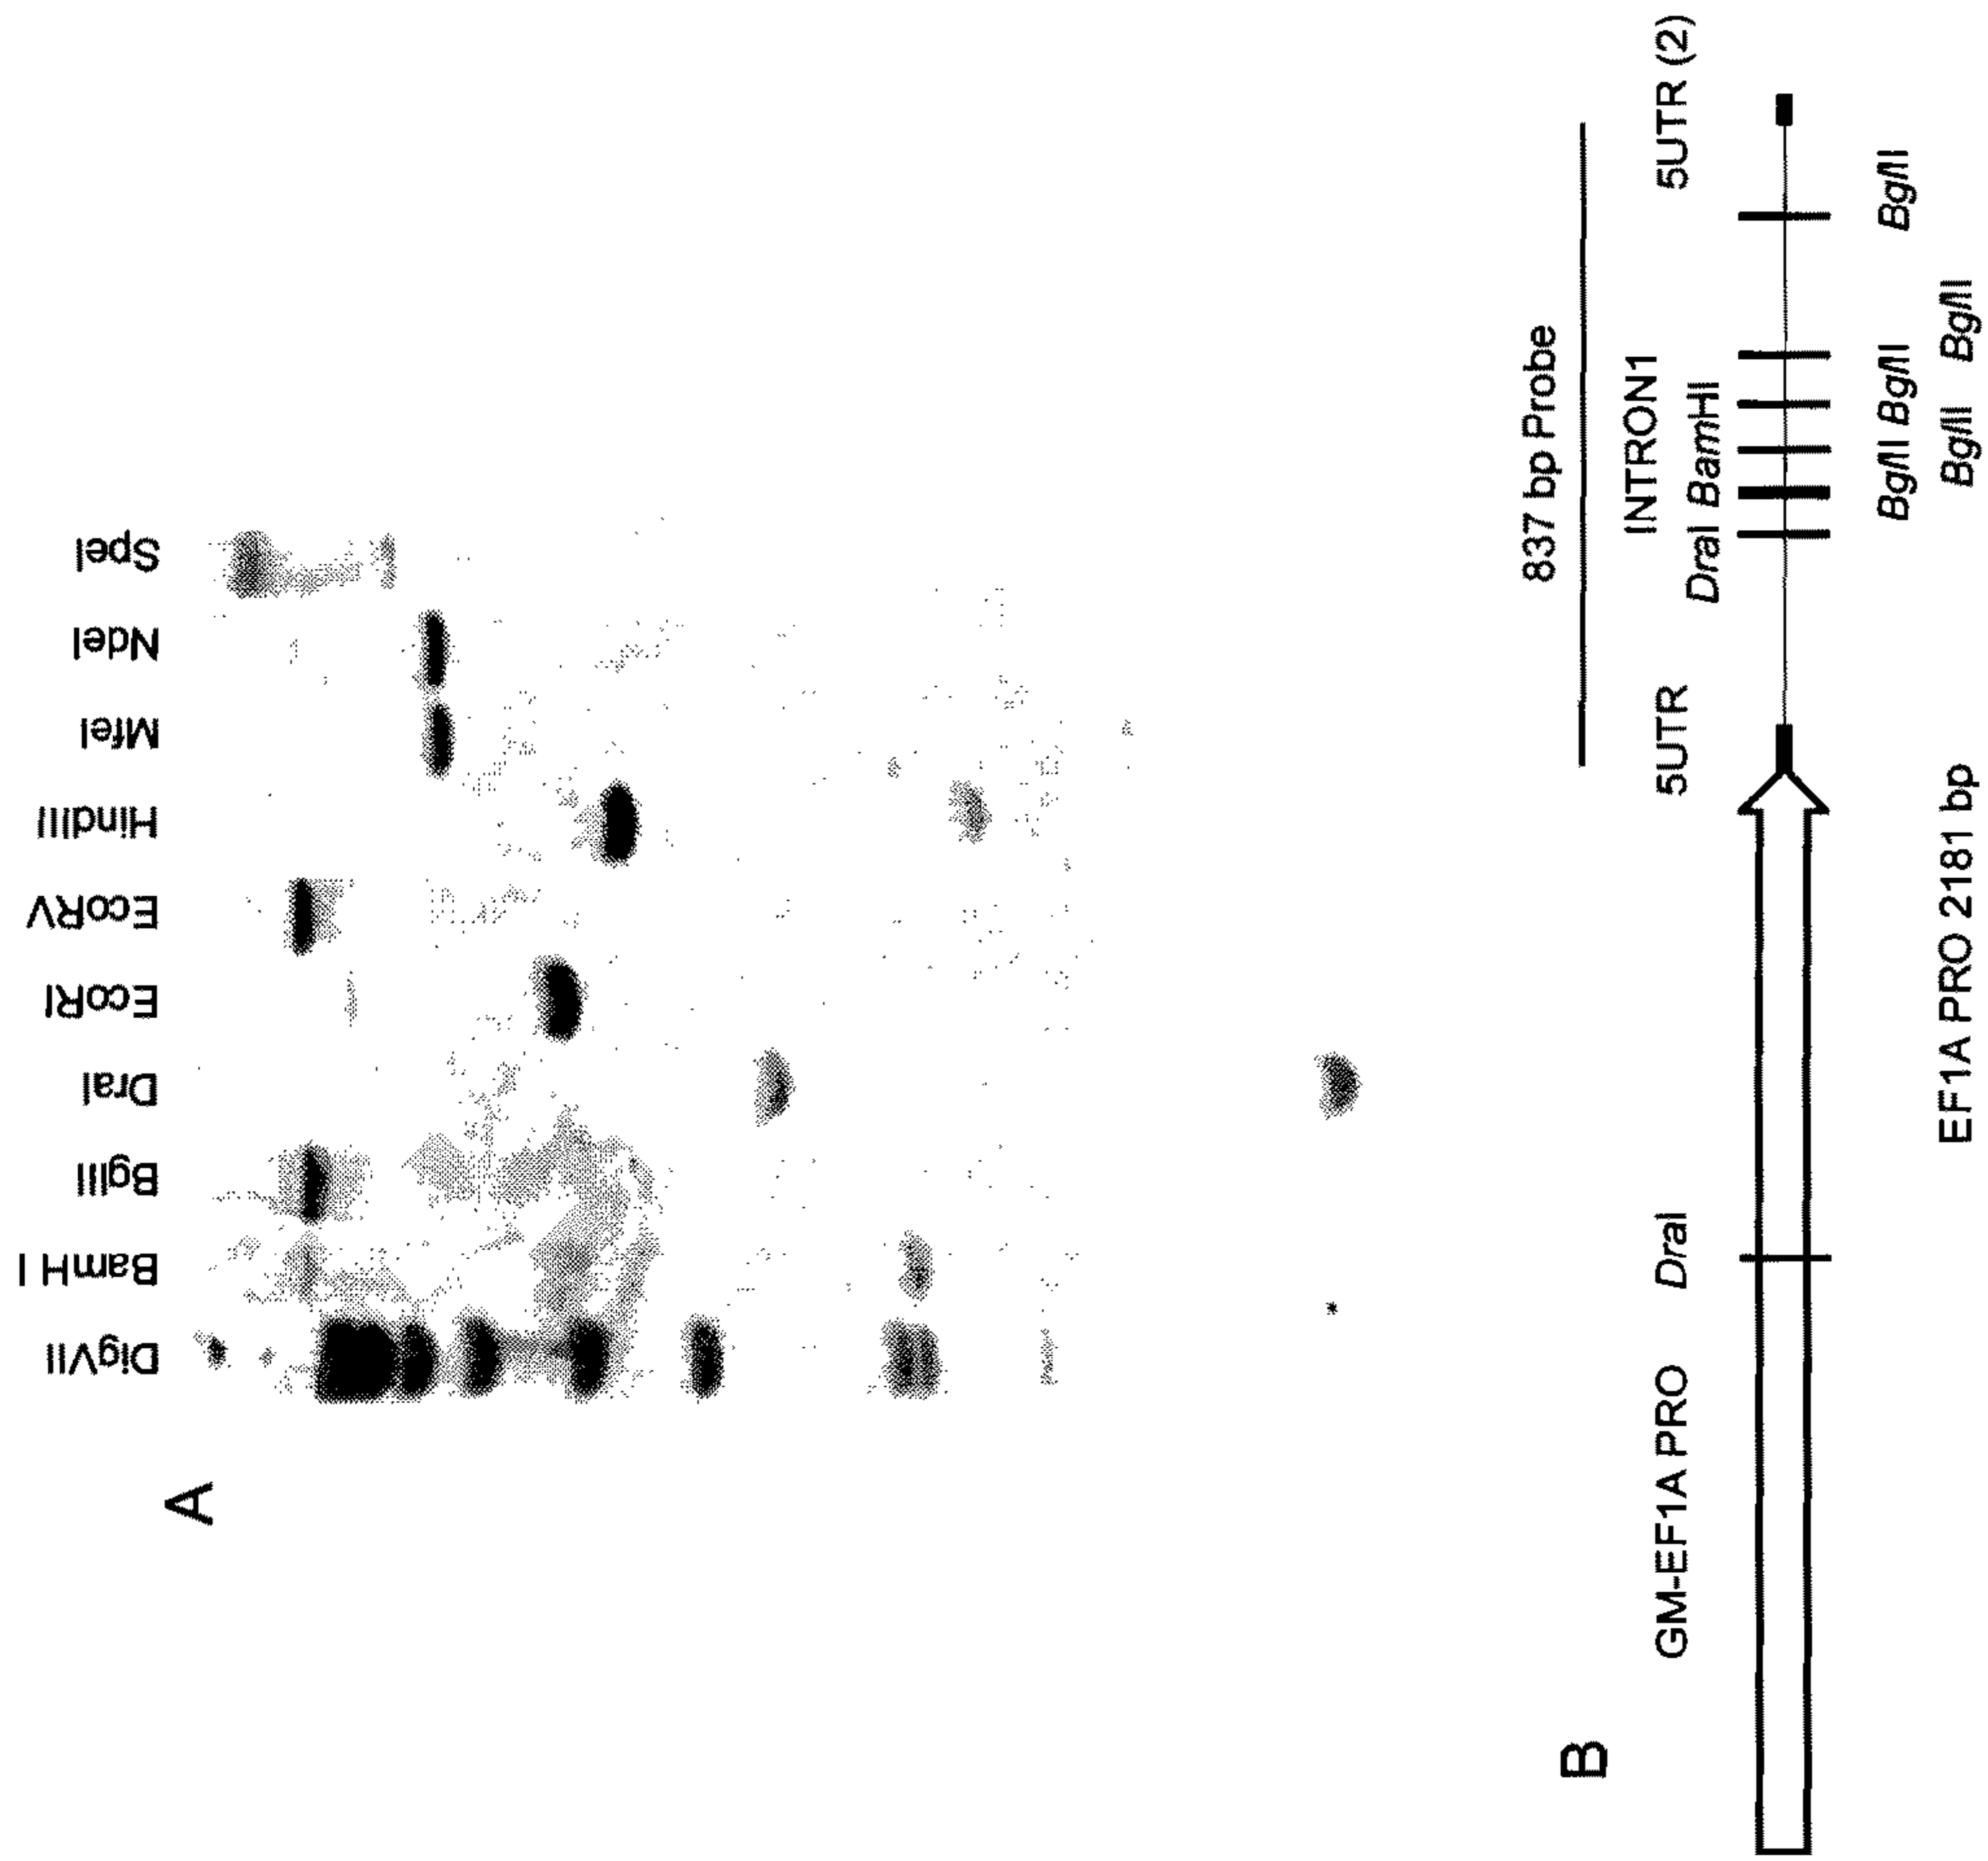 A
DigVII
BamH I
BglII
DraI
EcoRI
EcoRV
HindIII
MfeI
NdeI
SpeI
B
837 bp Probe
INTRON1
GM-EF1A PRO DraI 5UTR 5UTR (2)
DraI BamHI
BglII BglII BglII
EF1A PRO 2181 bp BglII BglII